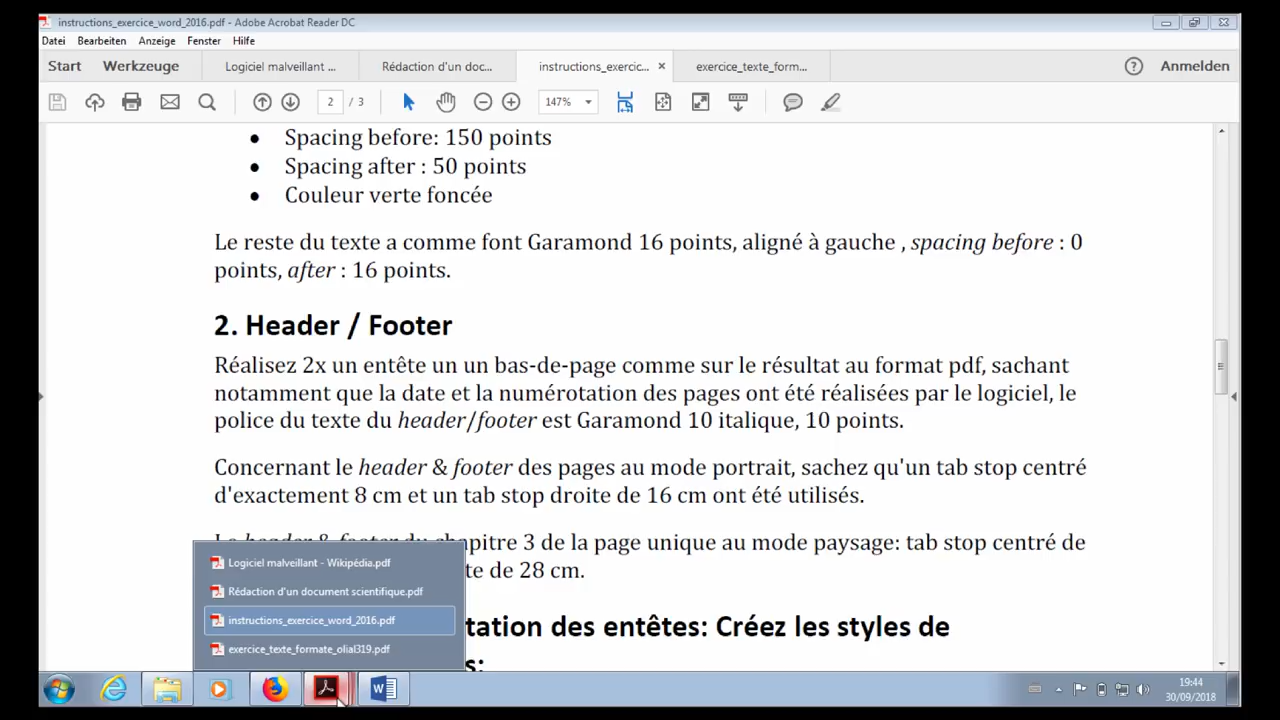 instructions_exercice_word_2016.pdf - Adobe Acrobat Reader DC
Datei Bearbeiten Anzeige Fenster Hilfe
Start Werkzeuge Logiciel malveillant ... Rédaction d'un doc... instructions_exerc... × exercice_texte_form... Anmelden
2 / 3 147%
• Spacing before: 150 points
• Spacing after : 50 points
• Couleur verte foncée
Le reste du texte a comme font Garamond 16 points, aligné à gauche , spacing before : 0
points, after : 16 points.
2. Header / Footer
Réalisez 2x un entête un un bas-de-page comme sur le résultat au format pdf, sachant
notamment que la date et la numérotation des pages ont été réalisées par le logiciel, le
police du texte du header/footer est Garamond 10 italique, 10 points.
Concernant le header & footer des pages au mode portrait, sachez qu'un tab stop centré
d'exactement 8 cm et un tab stop droite de 16 cm ont été utilisés.
Le header & footer du chapitre 3 de la page unique au mode paysage: tab stop centré de
te de 28 cm.
tation des entêtes: Créez les styles de
s:
Logiciel malveillant - Wikipédia.pdf
Rédaction d'un document scientifique.pdf
instructions_exercice_word_2016.pdf
exercice_texte_formate_olial319.pdf
19:44
30/09/2018